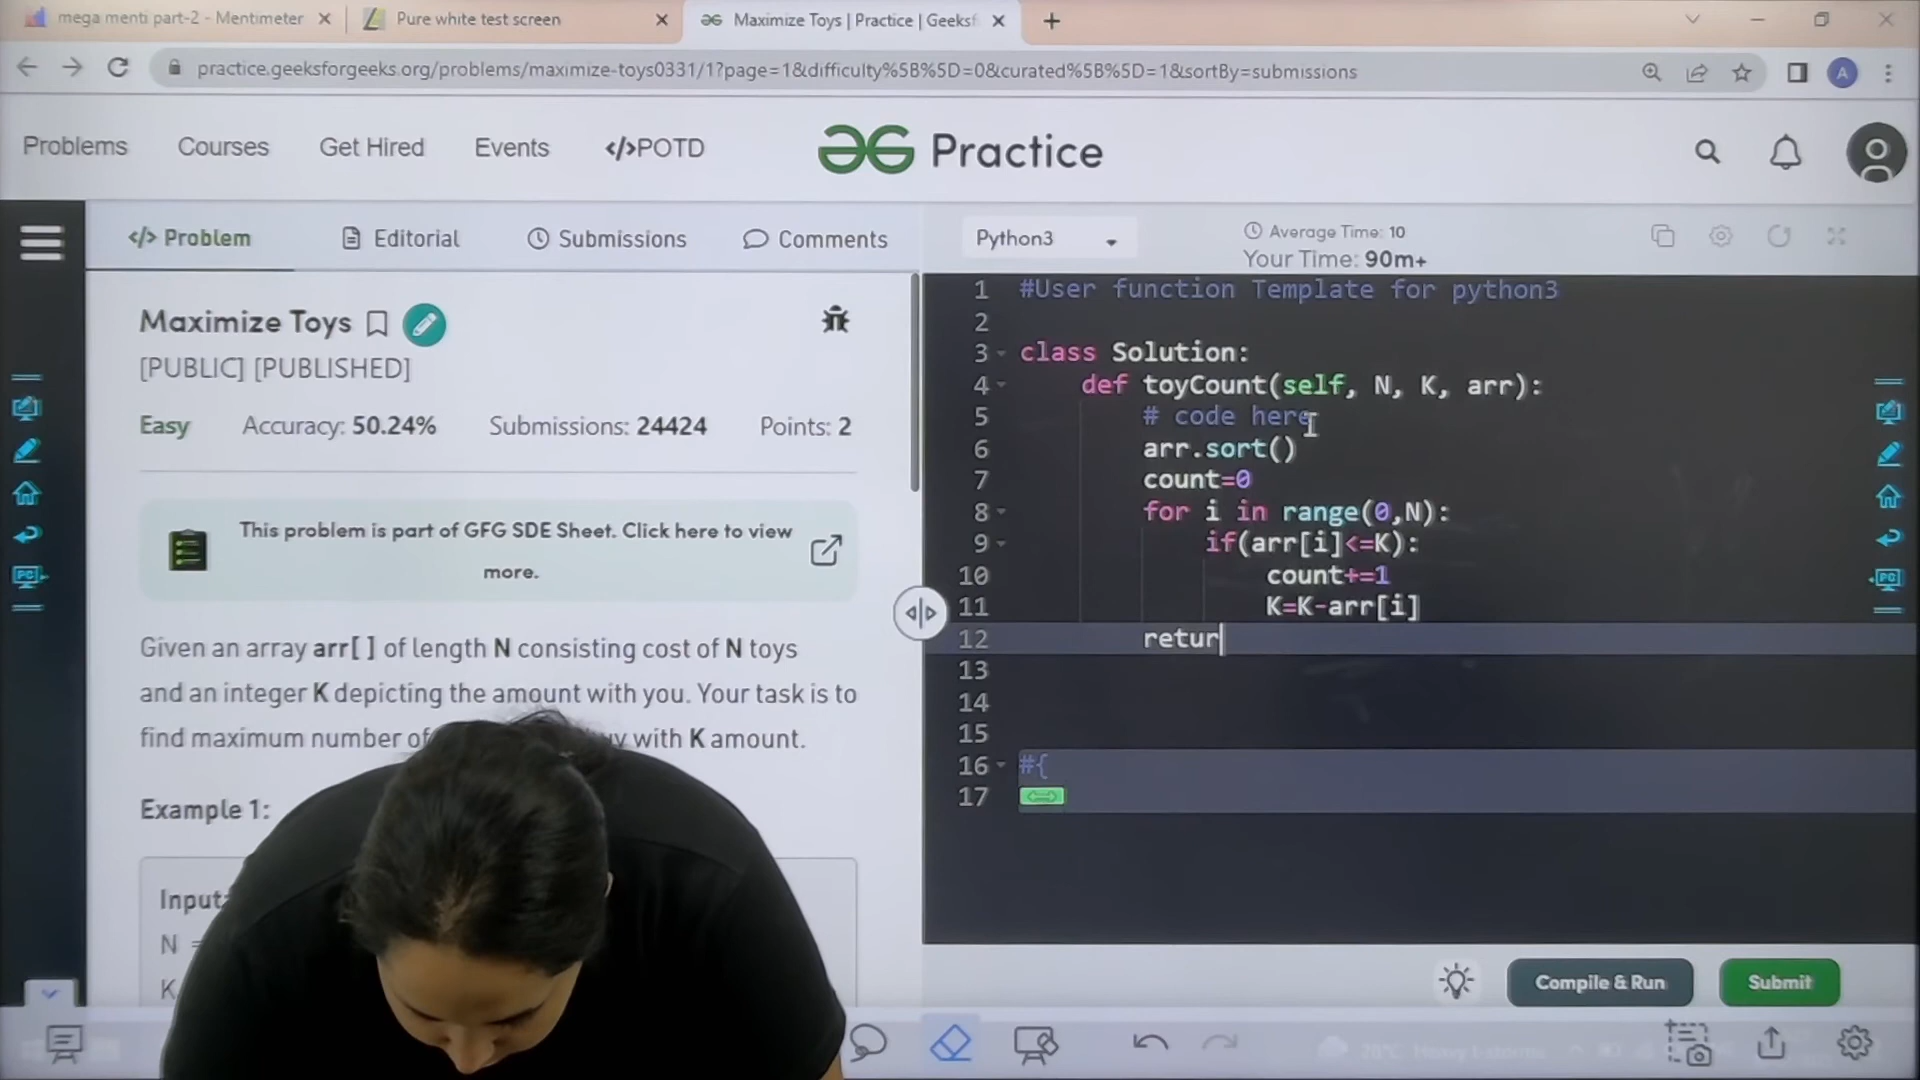 mega menti part-2 - Mentimeter
Pure white test screen
Maximize Toys | Practice | Geeksf
practice.geeksforgeeks.org/problems/maximize-toys0331/1?page=1&difficulty%5B%5D=0&curated%5B%5D=1&sortBy=submissions
A
Problems Courses Get Hired Events </>POTD
Practice
</> Problem Editorial Submissions Comments
Python3
Average Time: 10
Your Time: 90m+
Maximize Toys
[PUBLIC] [PUBLISHED]
Easy Accuracy: 50.24% Submissions: 24424 Points: 2
This problem is part of GFG SDE Sheet. Click here to view
more.
Given an array arr[ ] of length N consisting cost of N toys
and an integer K depicting the amount with you. Your task is to
find maximum number of with K amount.
Example 1:
Input:
N =
K
1 #User function Template for python3
2
3 class Solution:
4 def toyCount(self, N, K, arr):
5 # code here
6 arr.sort()
7 count=0
8 for i in range(0,N):
9 if(arr[i]<=K):
10 count+=1
11 K=K-arr[i]
12 retur
13
14
15
16 #{
17
PC
PC
Compile & Run
Submit